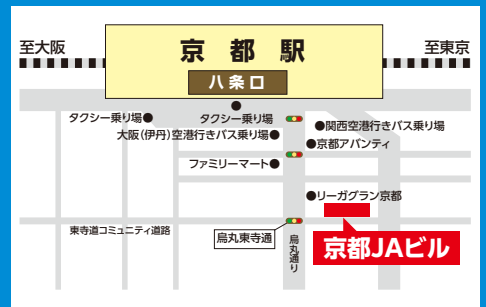 京都駅
至大阪
至東京
八条口
タクシー乗り場
タクシー乗り場
大阪(伊丹)空港行きバス乗り場
関西空港行きバス乗り場
京都アバンティ
ファミリーマート
リーガグラン京都
京都JAビル
東寺道コミュニティ道路
烏丸東寺通
烏丸通り